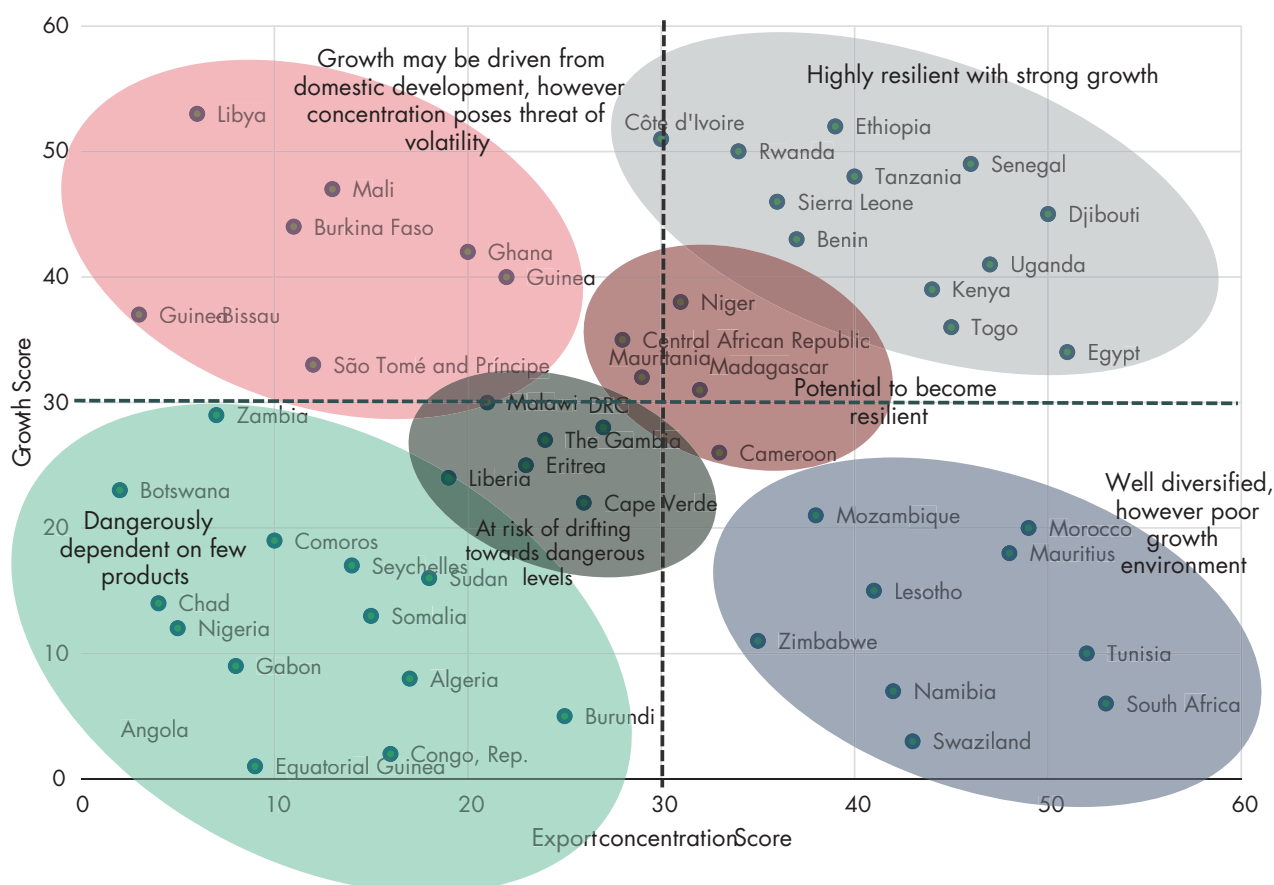 60
50
40
30
20
10
0
Growth Score
Growth may be driven from
domestic development, however
concentration poses threat of
volatility
Highly resilient with strong growth
Libya
Mali
Burkina Faso
Ghana
Guinea
Guinea-Bissau
São Tomé and Príncipe
Côte d'Ivoire
Ethiopia
Rwanda
Senegal
Tanzania
Sierra Leone
Djibouti
Benin
Uganda
Kenya
Togo
Egypt
Niger
Central African Republic
Mauritania
Madagascar
Potential to become
resilient
Cameroon
Malawi
DRC
The Gambia
Eritrea
Liberia
Cape Verde
At risk of drifting
towards dangerous
levels
Zambia
Botswana
Dangerously
dependent on few
products
Comoros
Seychelles
Sudan
Chad
Nigeria
Somalia
Gabon
Algeria
Burundi
Angola
Congo, Rep.
Equatorial Guinea
Well diversified,
however poor
growth
environment
Mozambique
Morocco
Mauritius
Lesotho
Zimbabwe
Tunisia
Namibia
South Africa
Swaziland
0
10
20
30
40
50
60
Export concentration Score